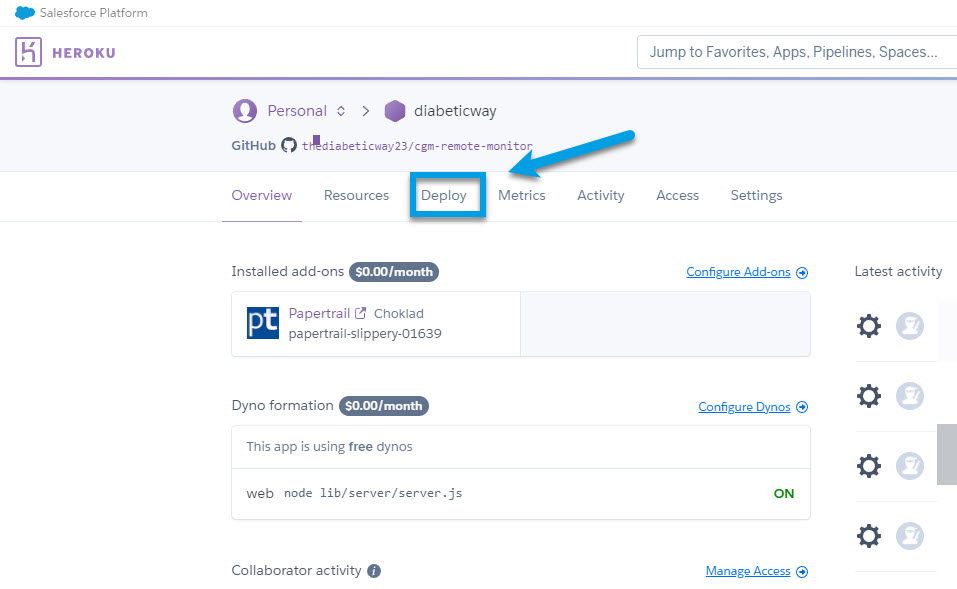 Salesforce Platform
HEROKU
Jump to Favorites, Apps, Pipelines, Spaces...
Personal diabeticway
GitHub thediabeticway23/cgm-remote-monitor
Overview Resources Deploy Metrics Activity Access Settings
Installed add-ons $0.00/month Configure Add-ons Latest activity
pt Papertrail Choklad
papertrail-slippery-01639
Dyno formation $0.00/month Configure Dynos
This app is using free dynos
web node lib/server/server.js ON
Collaborator activity i Manage Access